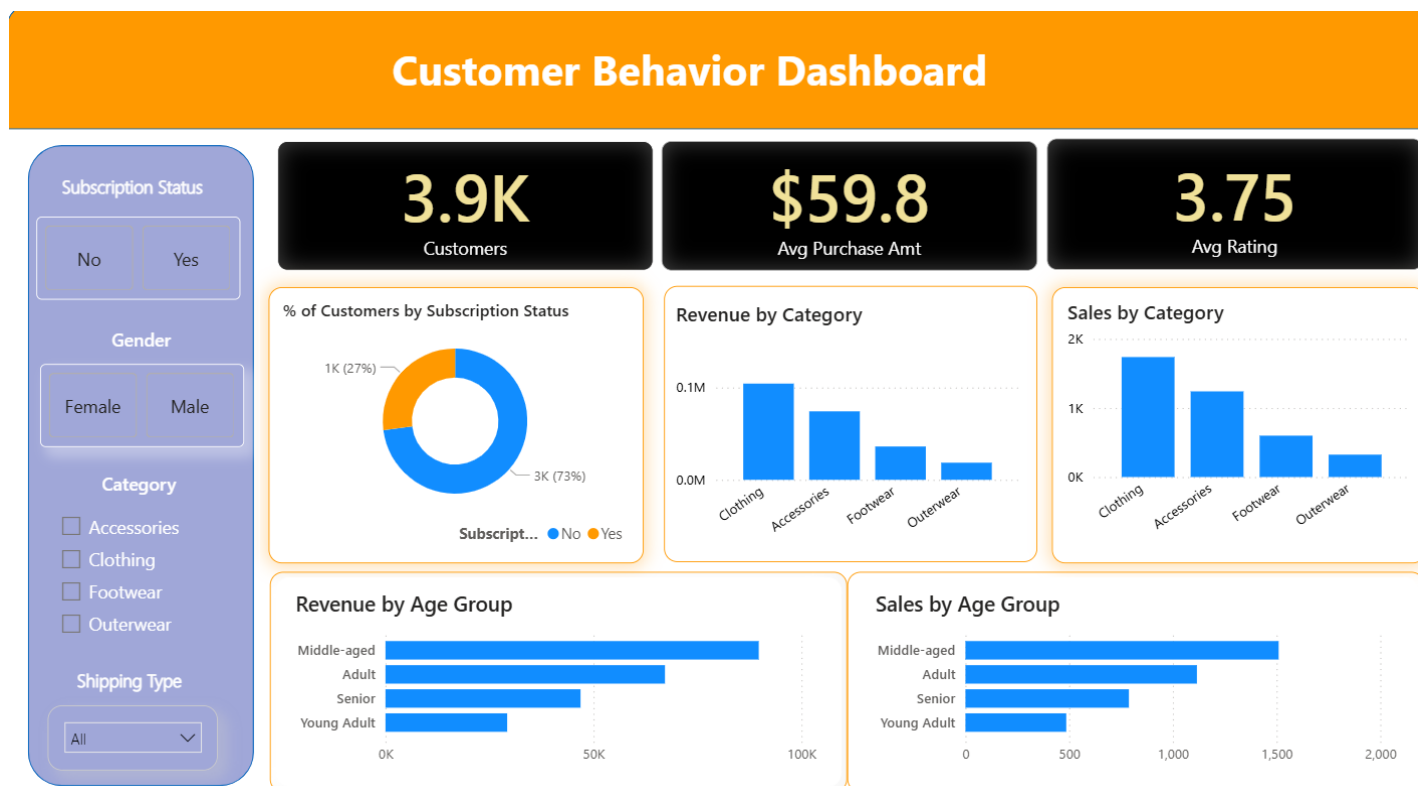 Customer Behavior Dashboard
Subscription Status
No Yes
Gender
Female Male
Category
Accessories
Clothing
Footwear
Outerwear
Shipping Type
All
3.9K
Customers
$59.8
Avg Purchase Amt
3.75
Avg Rating
% of Customers by Subscription Status
1K (27%)
3K (73%)
Subscript... No Yes
Revenue by Category
0.1M
0.0M
Clothing Accessories Footwear Outerwear
Sales by Category
2K
1K
0K
Clothing Accessories Footwear Outerwear
Revenue by Age Group
Middle-aged
Adult
Senior
Young Adult
0K 50K 100K
Sales by Age Group
Middle-aged
Adult
Senior
Young Adult
0 500 1,000 1,500 2,000